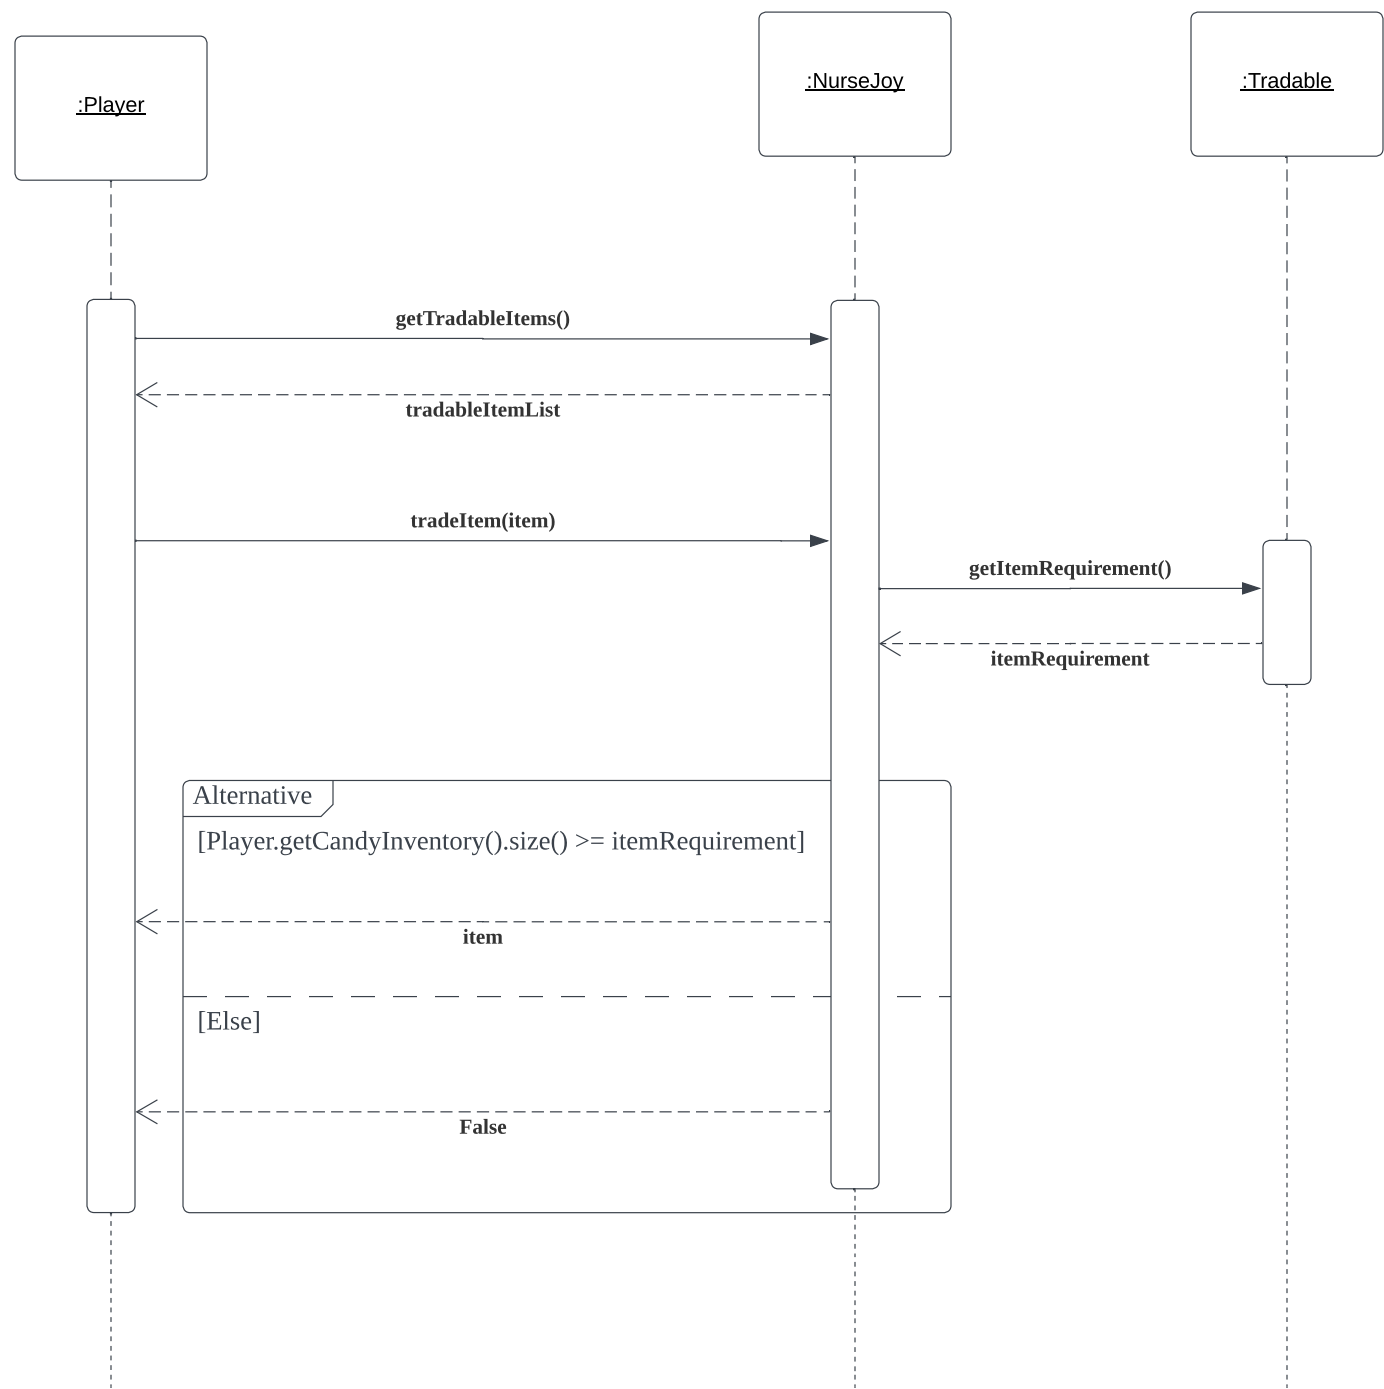 :Player
:NurseJoy
:Tradable
getTradableItems()
tradableItemList
tradeItem(item)
getItemRequirement()
itemRequirement
Alternative
[Player.getCandyInventory().size() >= itemRequirement]
item
[Else]
False